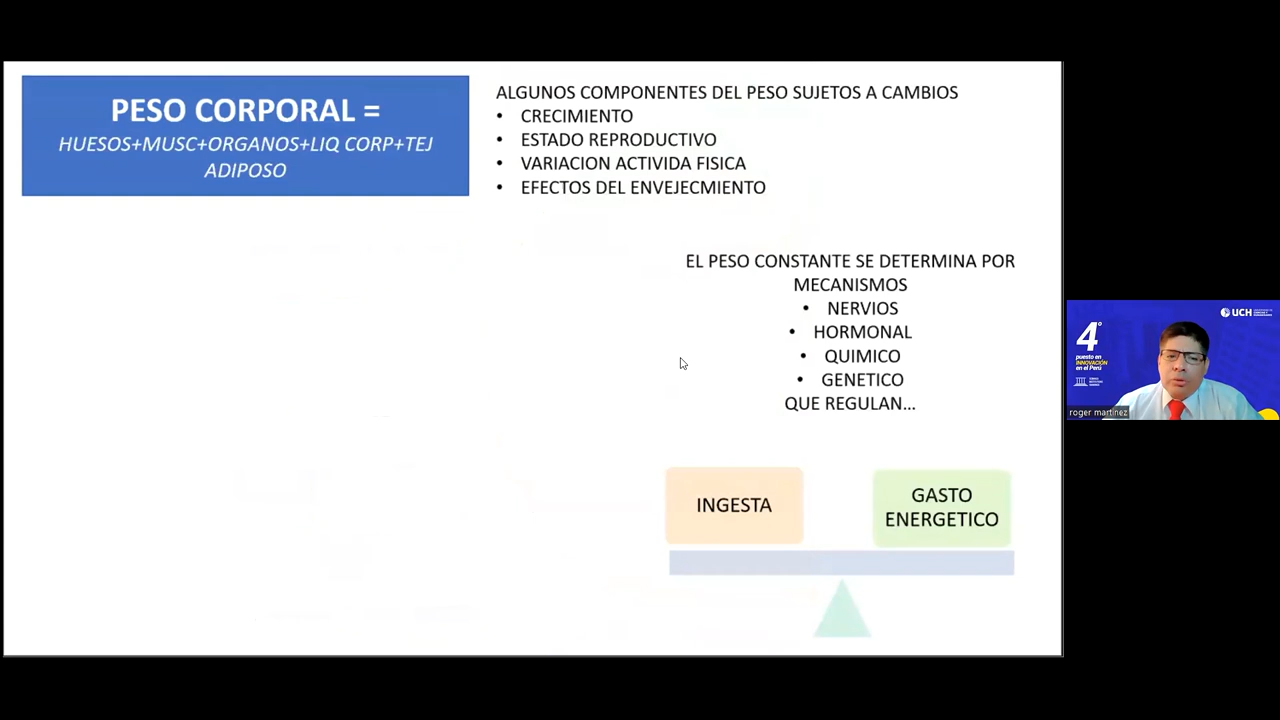 PESO CORPORAL =
HUESOS+MUSC+ORGANOS+LIQ CORP+TEJ
ADIPOSO
ALGUNOS COMPONENTES DEL PESO SUJETOS A CAMBIOS
• CRECIMIENTO
• ESTADO REPRODUCTIVO
• VARIACION ACTIVIDA FISICA
• EFECTOS DEL ENVEJECMIENTO
EL PESO CONSTANTE SE DETERMINA POR
MECANISMOS
• NERVIOS
• HORMONAL
• QUIMICO
• GENETICO
QUE REGULAN...
INGESTA
GASTO
ENERGETICO
UCH
4°
puesto en
INNOVACIÓN
en el Perú
roger martinez